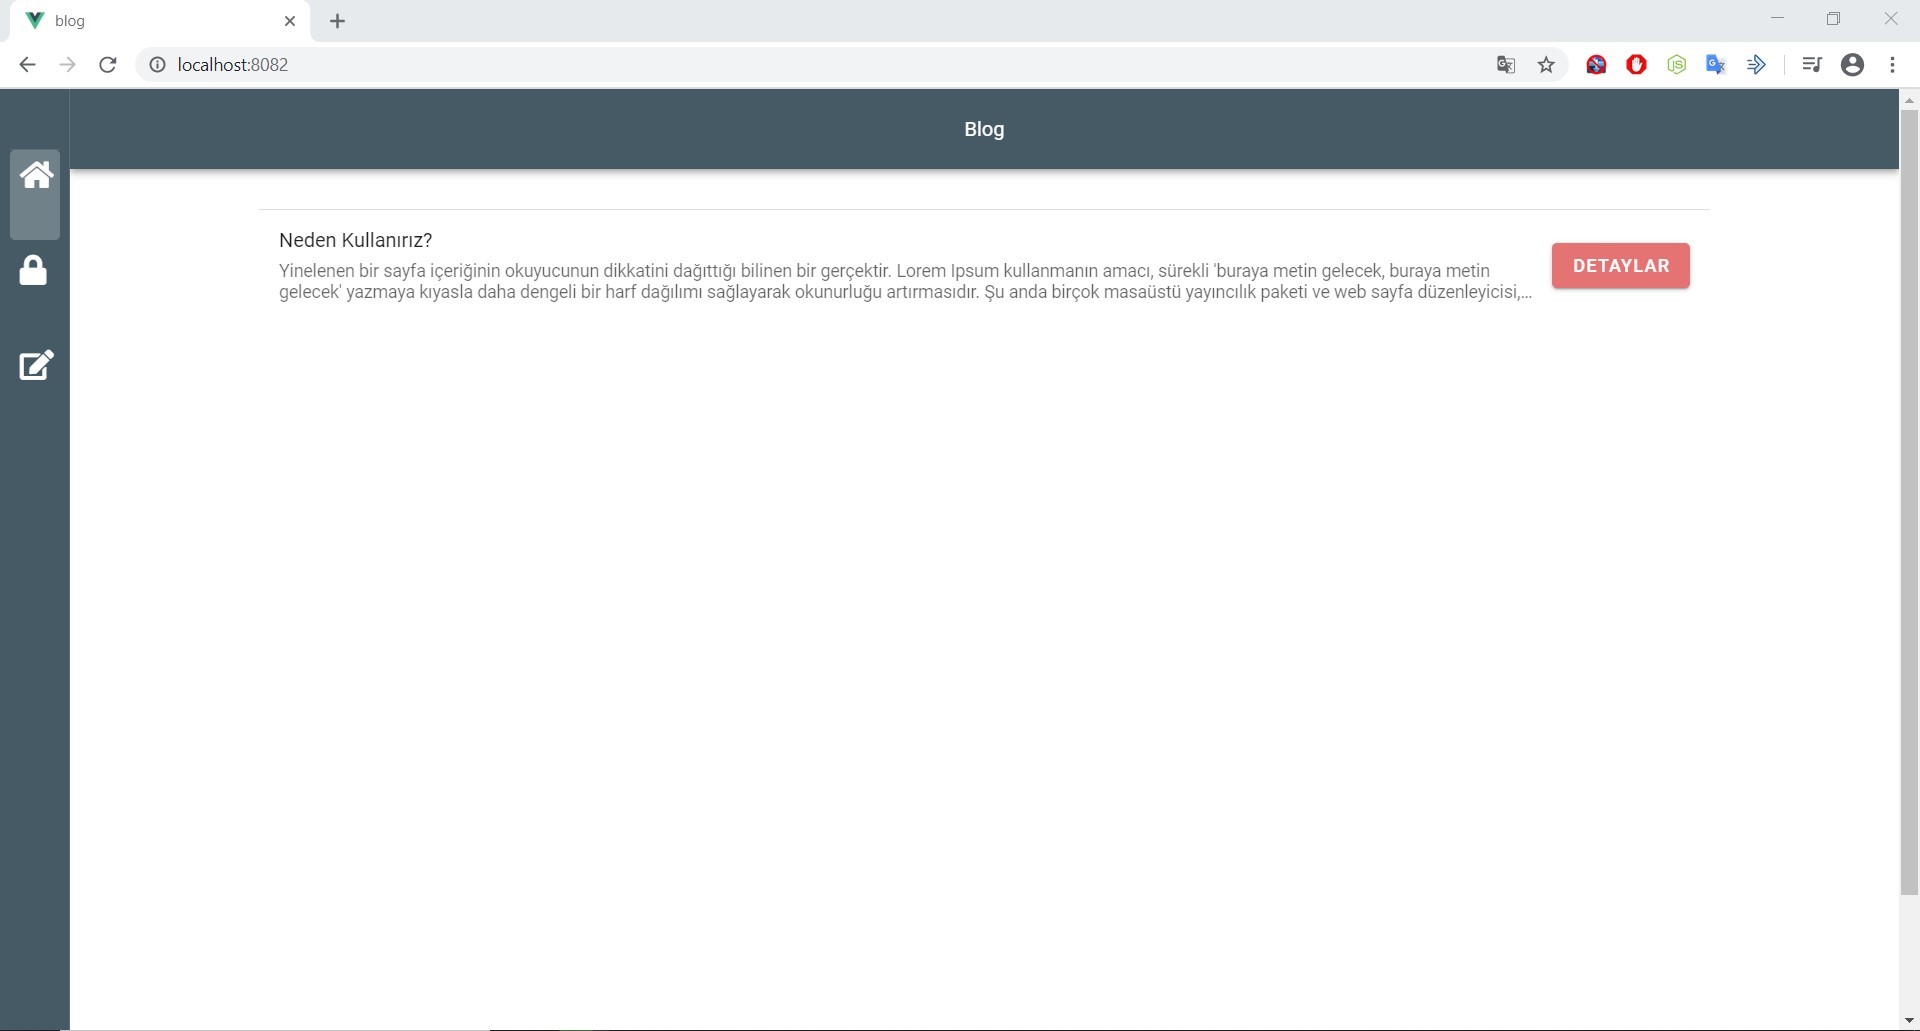 blog
localhost:8082
Blog
Neden Kullanırız?
Yinelenen bir sayfa içeriğinin okuyucunun dikkatini dağıttığı bilinen bir gerçektir. Lorem Ipsum kullanmanın amacı, sürekli 'buraya metin gelecek, buraya metin
gelecek' yazmaya kıyasla daha dengeli bir harf dağılımı sağlayarak okunurluğu artırmasıdır. Şu anda birçok masaüstü yayıncılık paketi ve web sayfa düzenleyicisi,...
DETAYLAR